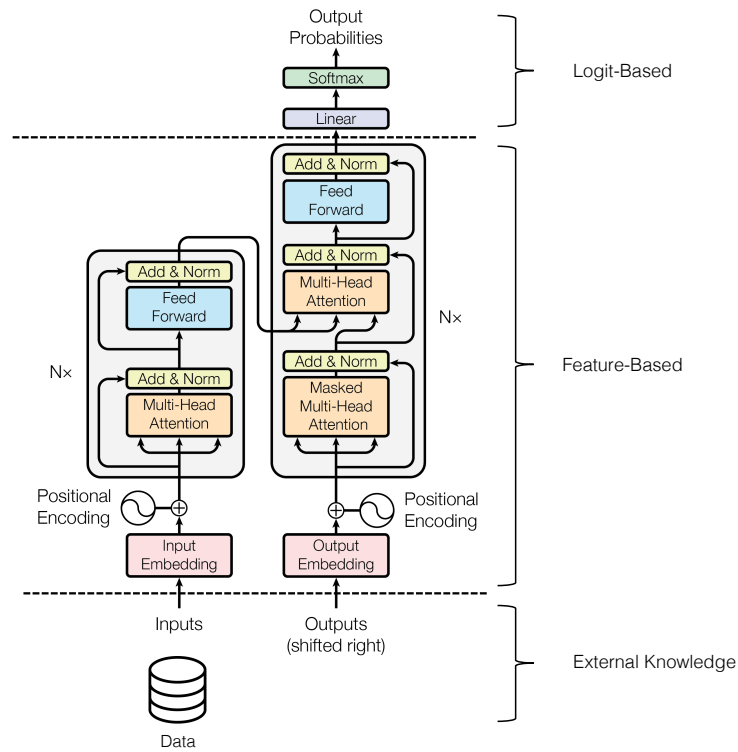 Output
Probabilities
Softmax
Logit-Based
Linear
Add & Norm
Feed
Forward
Add & Norm
Multi-Head
Attention
Add & Norm
Feed
Forward
N×
Feature-Based
N×
Add & Norm
Masked
Multi-Head
Attention
Add & Norm
Multi-Head
Attention
Positional
Encoding
Positional
Encoding
Input
Embedding
Output
Embedding
Inputs
Outputs
(shifted right)
External Knowledge
Data